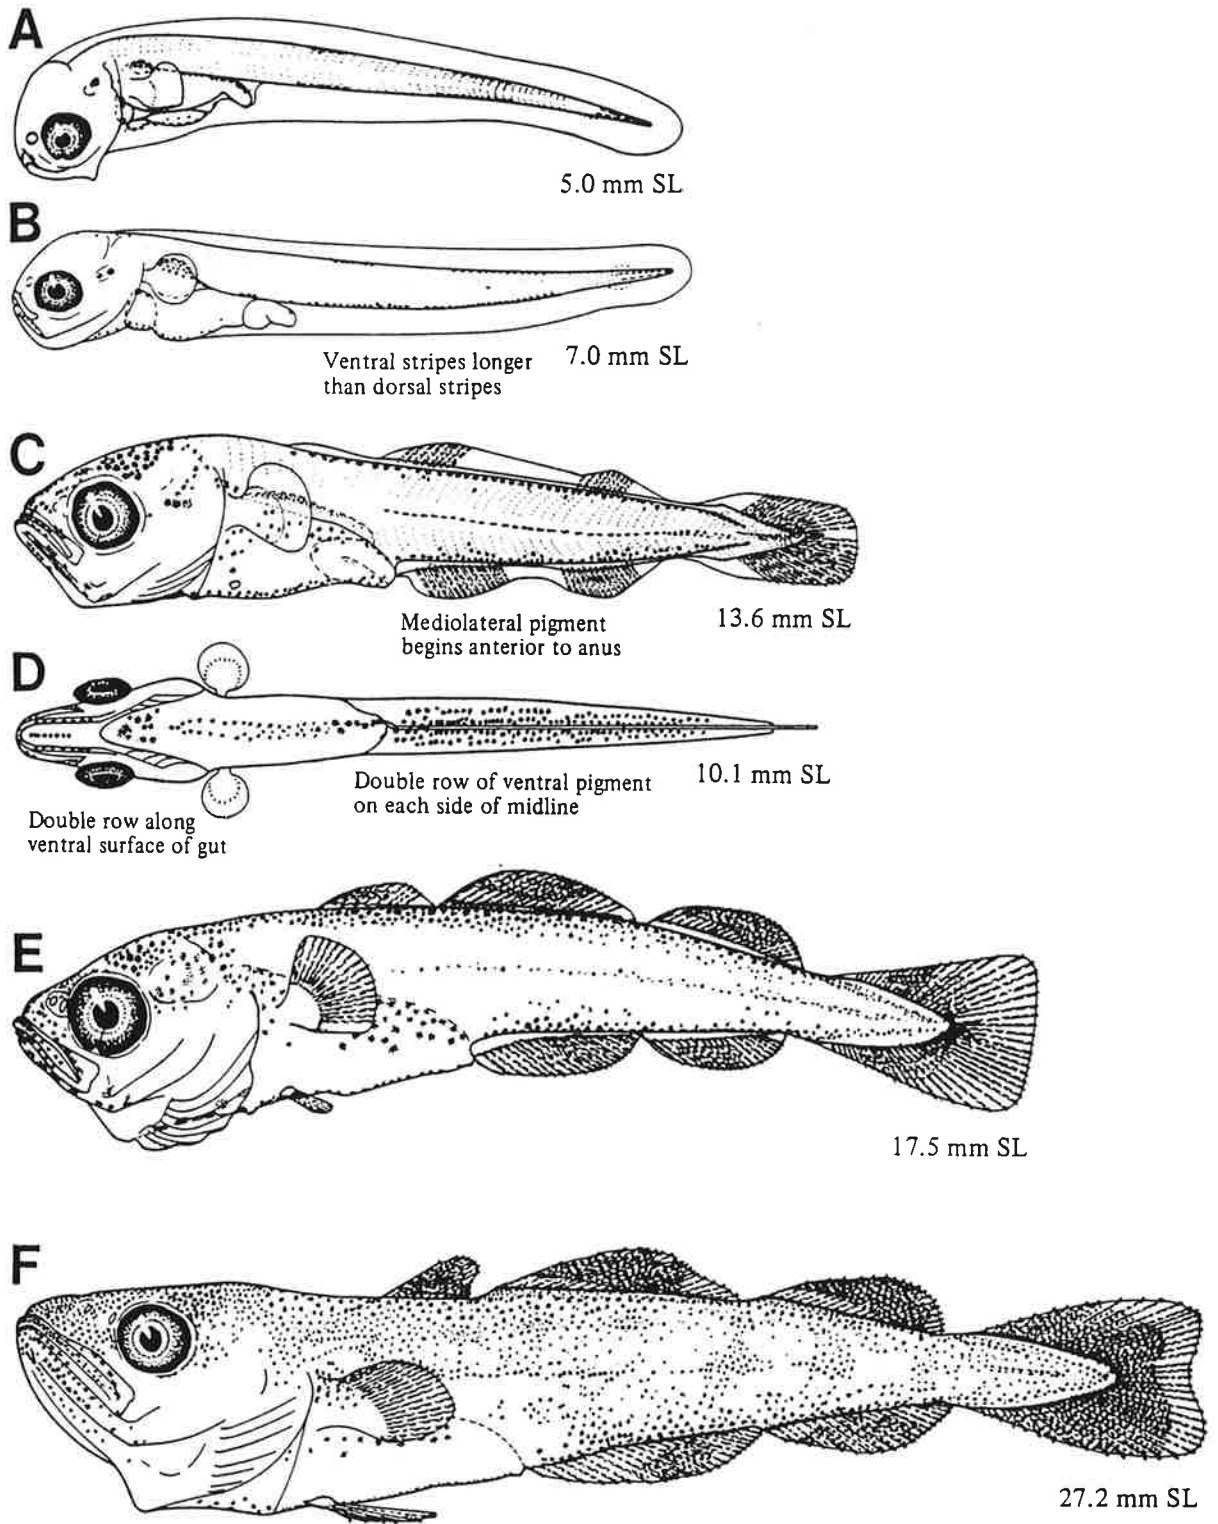 A
5.0 mm SL
B
7.0 mm SL
Ventral stripes longer
than dorsal stripes
C
13.6 mm SL
Mediolateral pigment
begins anterior to anus
D
10.1 mm SL
Double row of ventral pigment
on each side of midline
Double row along
ventral surface of gut
E
17.5 mm SL
F
27.2 mm SL